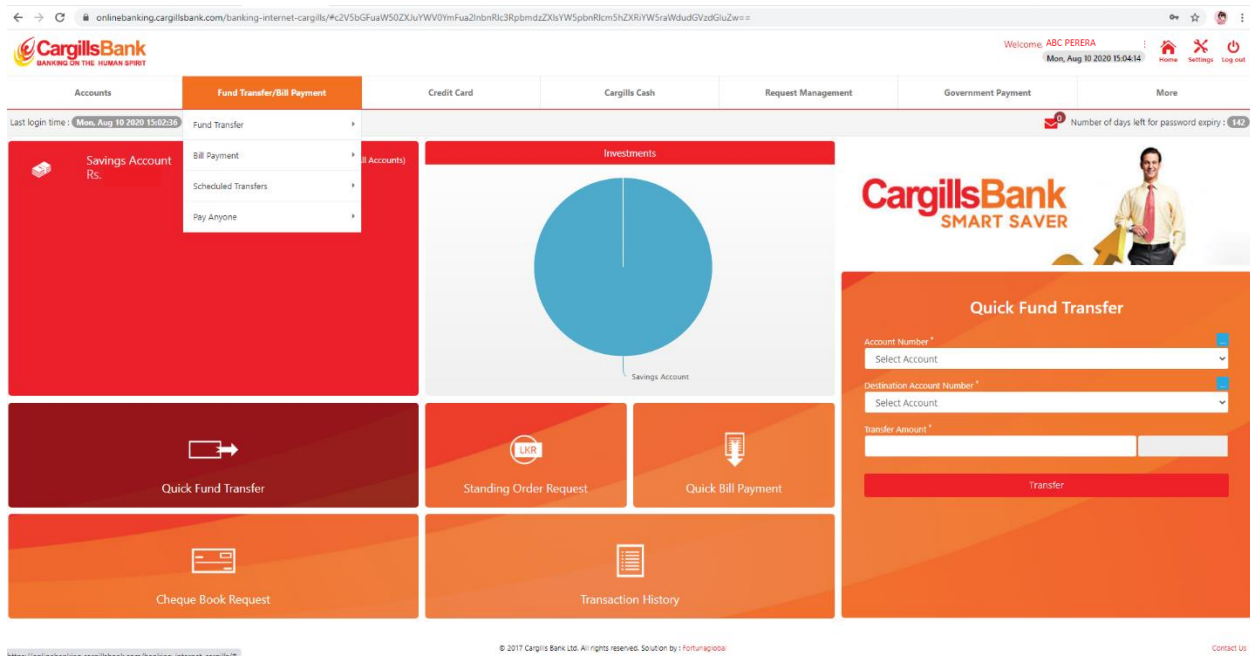 onlinebanking.cargillsbank.com/banking-internet-cargills/#c2V5bGFuaW50ZXJuYWV0YmFua2lnbnRlc3RpbmdzZXlsYW5pbnRlcm5hZXRiYW5raWdudGVzdGluZw==
CargillsBank
BANKING ON THE HUMAN SPIRIT
Welcome, ABC PERERA
Mon, Aug 10 2020 15:04:14
Home Settings Log out
Accounts Fund Transfer/Bill Payment Credit Card Cargills Cash Request Management Government Payment More
Last login time : Mon, Aug 10 2020 15:02:36
0 Number of days left for password expiry : 142
Fund Transfer
Bill Payment
Scheduled Transfers
Pay Anyone
Savings Account
Rs.
Accounts)
Investments
Savings Account
CargillsBank
SMART SAVER
Quick Fund Transfer
Account Number *
...
Select Account
Destination Account Number *
...
Select Account
Transfer Amount *
Transfer
Quick Fund Transfer
LKR
Standing Order Request
Quick Bill Payment
Cheque Book Request
Transaction History
© 2017 Cargills Bank Ltd. All rights reserved. Solution by : Fortunaglobal
Contact Us